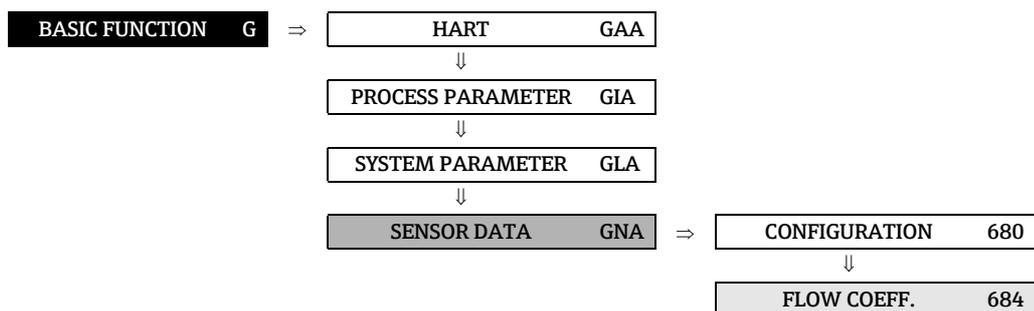 BASIC FUNCTION G ⇒ HART GAA
⇓
PROCESS PARAMETER GIA
⇓
SYSTEM PARAMETER GLA
⇓
SENSOR DATA GNA ⇒ CONFIGURATION 680
⇓
FLOW COEFF. 684